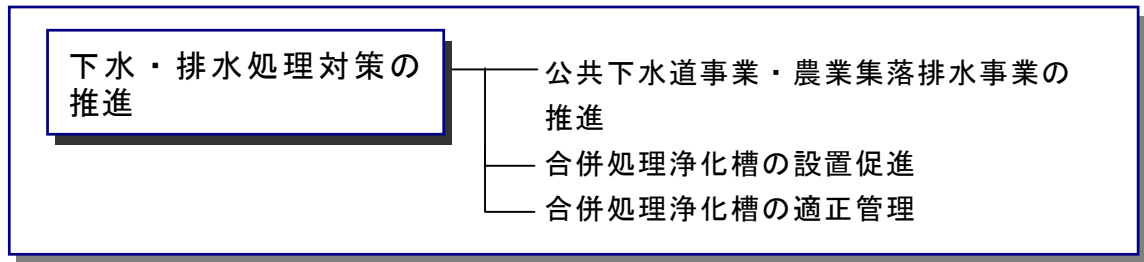 下水・排水処理対策の
推進
公共下水道事業・農業集落排水事業の
推進
合併処理浄化槽の設置促進
合併処理浄化槽の適正管理